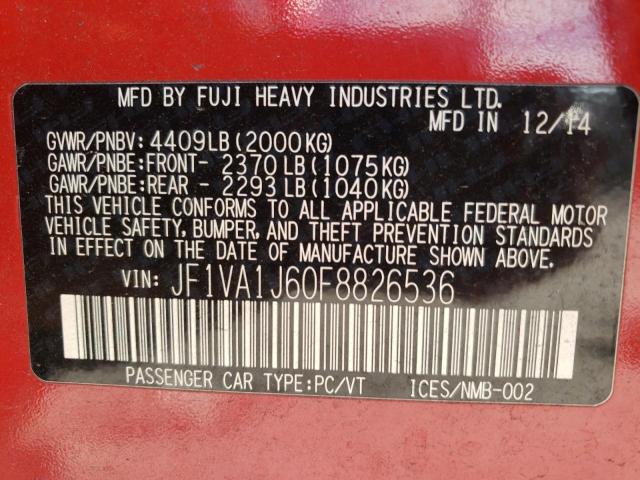 MFD BY FUJI HEAVY INDUSTRIES LTD.
MFD IN 12/14
GVWR/PNBV: 4409LB (2000KG)
GAWR/PNBE:FRONT- 2370 LB (1075KG)
GAWR/PNBE:REAR - 2293 LB (1040KG)
THIS VEHICLE CONFORMS TO ALL APPLICABLE FEDERAL MOTOR
VEHICLE SAFETY, BUMPER, AND THEFT PREVENTION STANDARDS
IN EFFECT ON THE DATE OF MANUFACTURE SHOWN ABOVE.
VIN: JF1VA1J60F8826536
PASSENGER CAR TYPE:PC/VT ICES/NMB-002